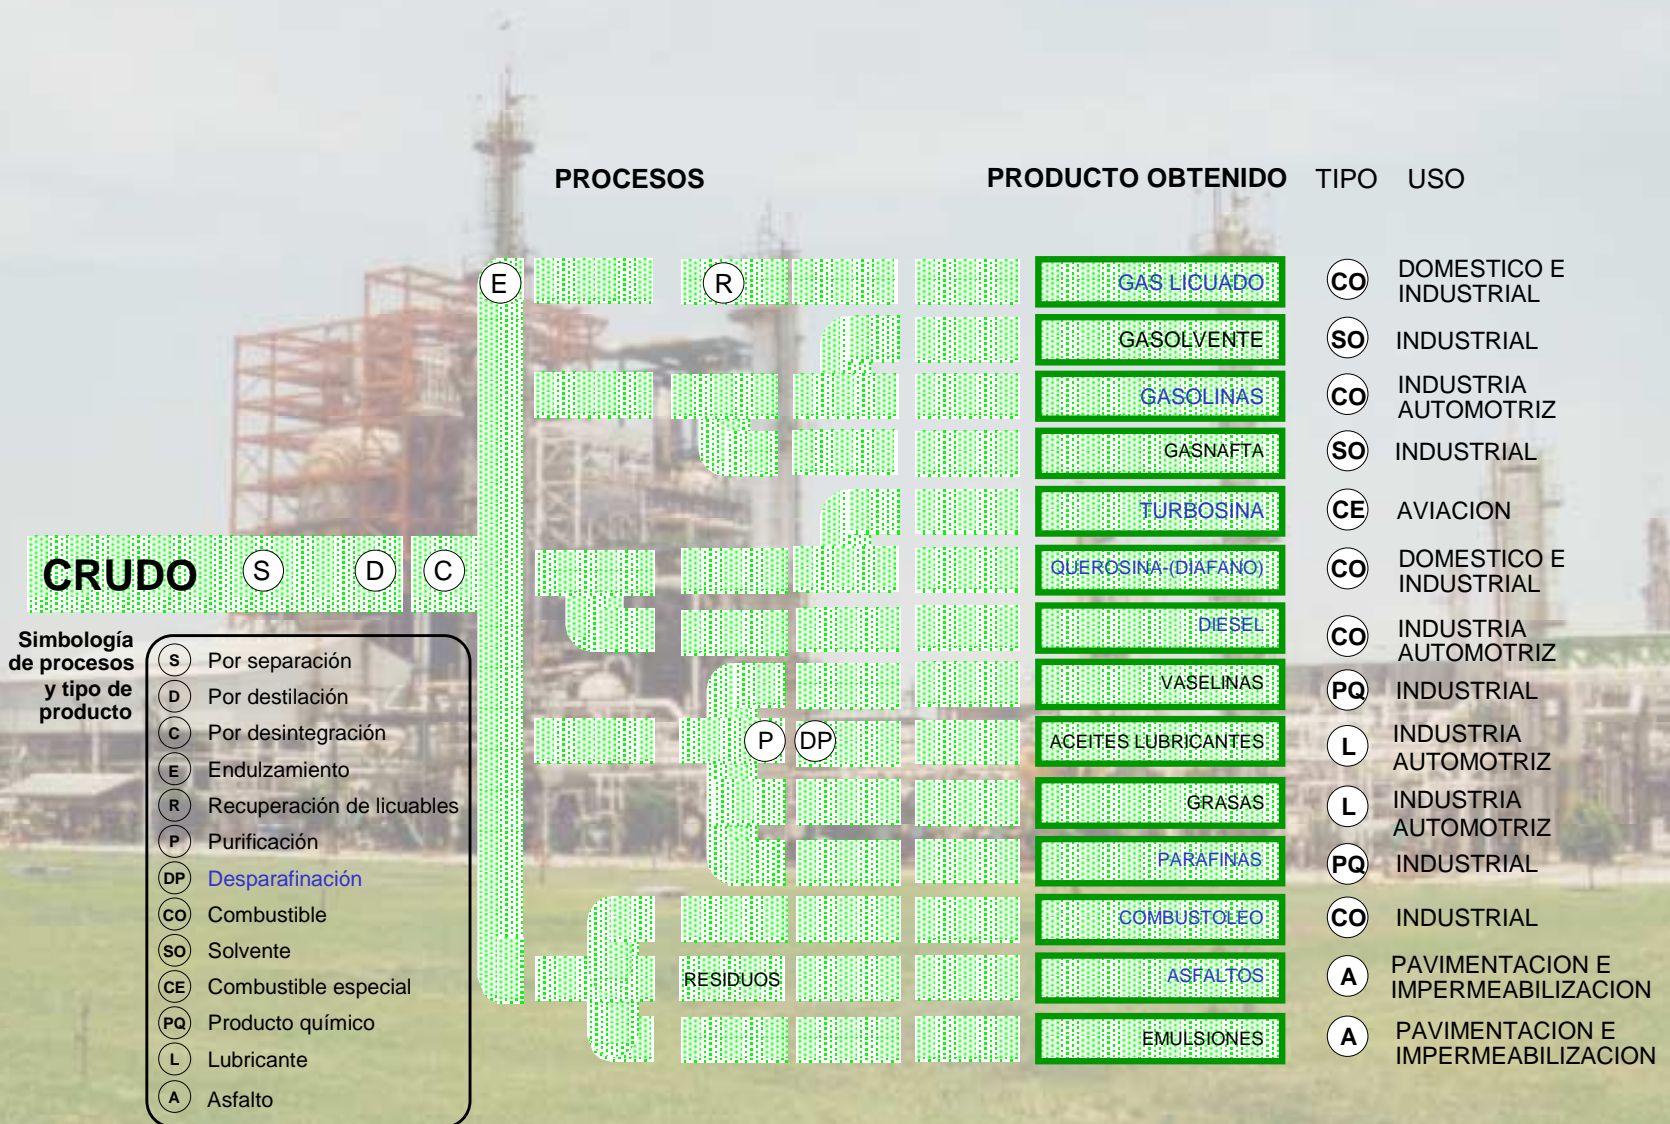 PROCESOS
PRODUCTO OBTENIDO
TIPO
USO
E
R
GAS LICUADO
CO
DOMESTICO E
INDUSTRIAL
GASOLVENTE
SO
INDUSTRIAL
GASOLINAS
CO
INDUSTRIA
AUTOMOTRIZ
GASNAFTA
SO
INDUSTRIAL
TURBOSINA
CE
AVIACION
CRUDO
S
D
C
QUEROSINA-(DIAFANO)
CO
DOMESTICO E
INDUSTRIAL
DIESEL
CO
INDUSTRIA
AUTOMOTRIZ
VASELINAS
PQ
INDUSTRIAL
P
DP
ACEITES LUBRICANTES
L
INDUSTRIA
AUTOMOTRIZ
GRASAS
L
INDUSTRIA
AUTOMOTRIZ
PARAFINAS
PQ
INDUSTRIAL
COMBUSTOLEO
CO
INDUSTRIAL
RESIDUOS
ASFALTOS
A
PAVIMENTACION E
IMPERMEABILIZACION
EMULSIONES
A
PAVIMENTACION E
IMPERMEABILIZACION
Simbología
de procesos
y tipo de
producto
S Por separación
D Por destilación
C Por desintegración
E Endulzamiento
R Recuperación de licuables
P Purificación
DP Desparafinación
CO Combustible
SO Solvente
CE Combustible especial
PQ Producto químico
L Lubricante
A Asfalto